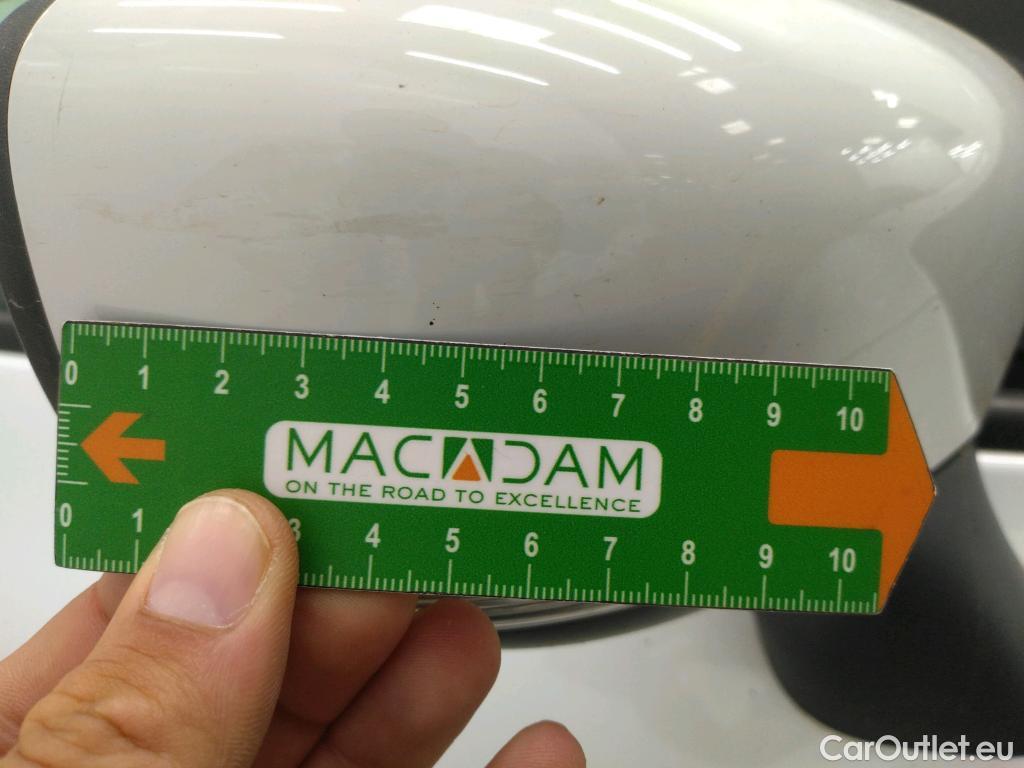 0 1 2 3 4 5 6 7 8 9 10
MACADAM
ON THE ROAD TO EXCELLENCE
0 1 3 4 5 6 7 8 9 10
CarOutlet.eu